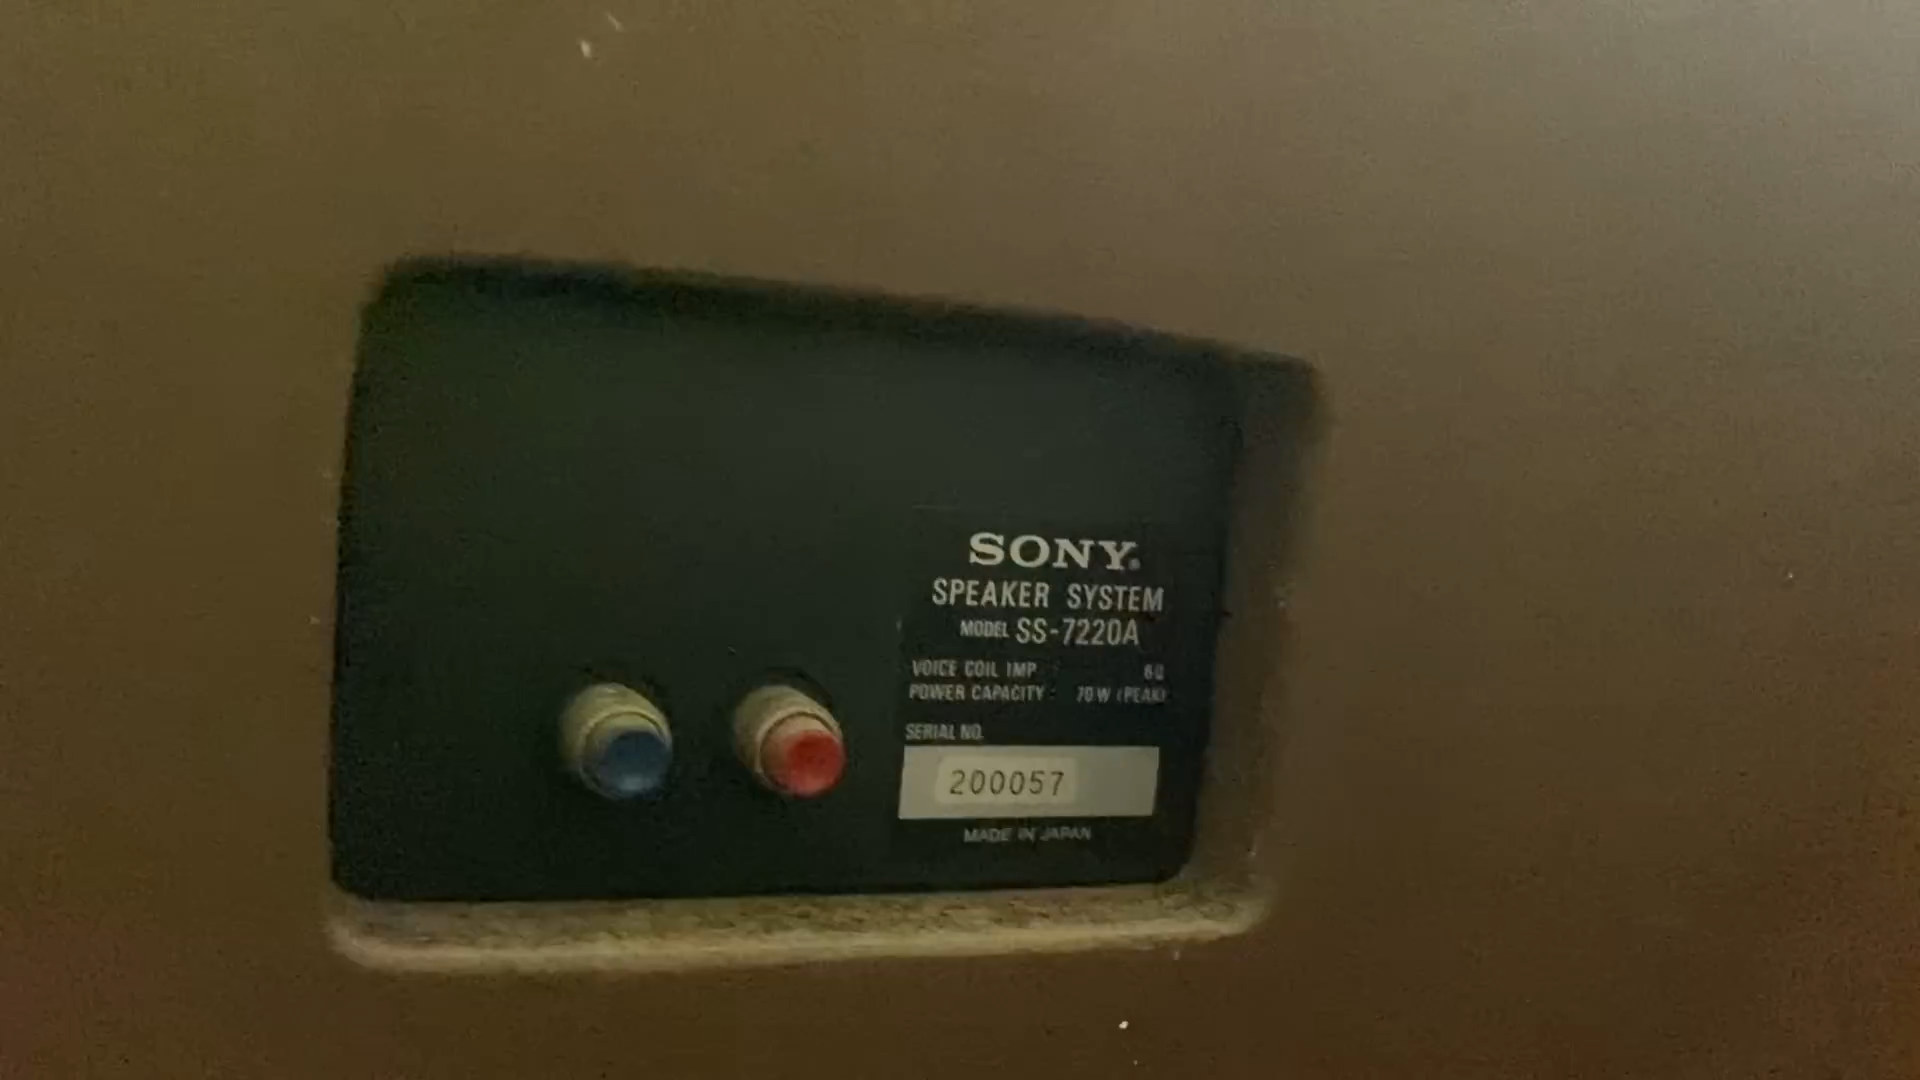 SONY.
SPEAKER SYSTEM
MODEL SS-7220A
VOICE COIL IMP
POWER CAPACITY : 70W (PEAK)
SERIAL NO.
200057
MADE IN JAPAN